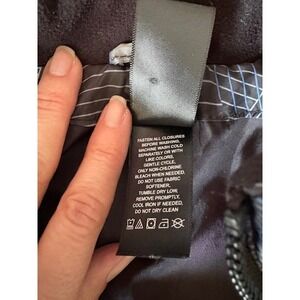 FASTEN ALL CLOSURES
BEFORE WASHING,
MACHINE WASH COLD
SEPARATELY OR WITH
LIKE COLORS,
GENTLE CYCLE,
ONLY NON-CHLORINE
BLEACH WHEN NEEDED,
DO NOT USE FABRIC
SOFTENER,
TUMBLE DRY LOW,
REMOVE PROMPTLY,
COOL IRON IF NEEDED,
DO NOT DRY CLEAN